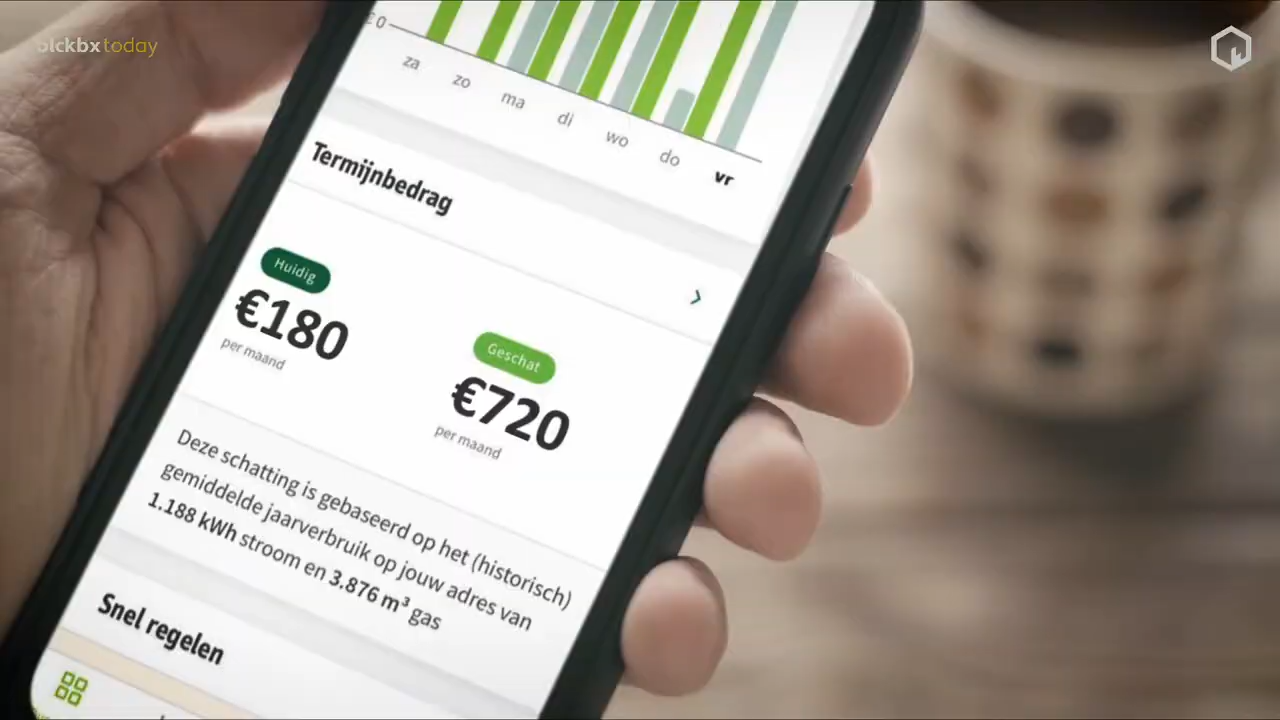 blckbxtoday
€0
za
zo
ma
di
wo
do
vr
Termijnbedrag
Huidig
€180
per maand
Geschat
€720
per maand
Deze schatting is gebaseerd op het (historisch)
gemiddelde jaarverbruik op jouw adres van
1.188 kWh stroom en 3.876 m³ gas
Snel regelen